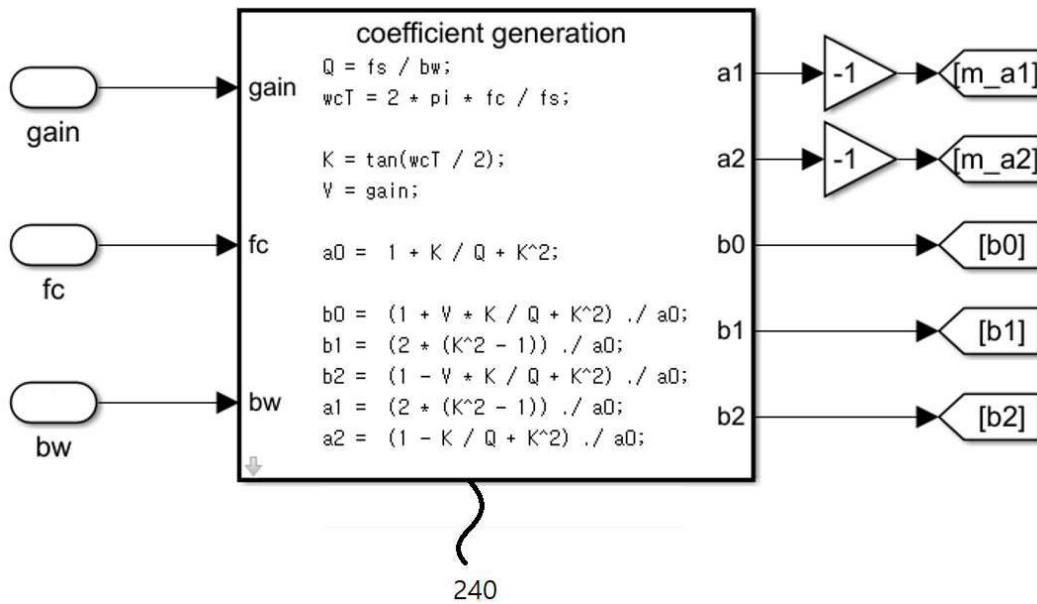 coefficient generation
Q = fs / bw;
wcT = 2 * pi * fc / fs;
K = tan(wcT / 2);
V = gain;
a0 = 1 + K / Q + K^2;
b0 = (1 + V * K / Q + K^2) ./ a0;
b1 = (2 * (K^2 - 1)) ./ a0;
b2 = (1 - V * K / Q + K^2) ./ a0;
a1 = (2 * (K^2 - 1)) ./ a0;
a2 = (1 - K / Q + K^2) ./ a0;
gain
gain
fc
fc
bw
bw
a1
-1
[m_a1]
a2
-1
[m_a2]
b0
[b0]
b1
[b1]
b2
[b2]
240